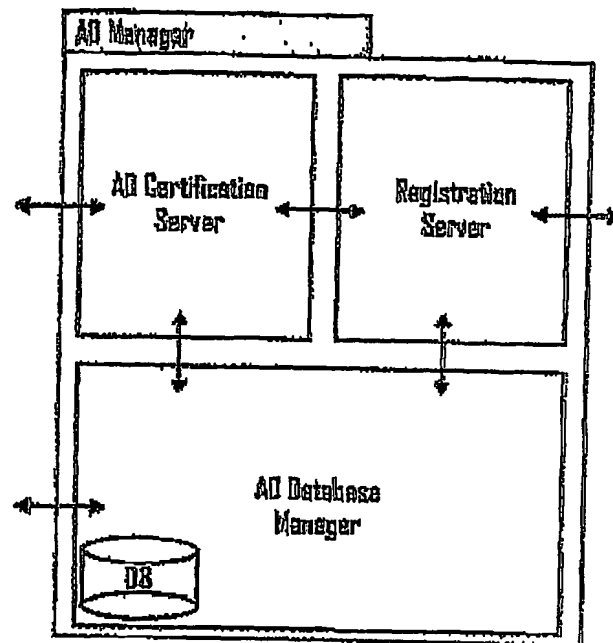 AD Manager
AD Certification
Server
Registration
Server
AD Database
Manager
DB